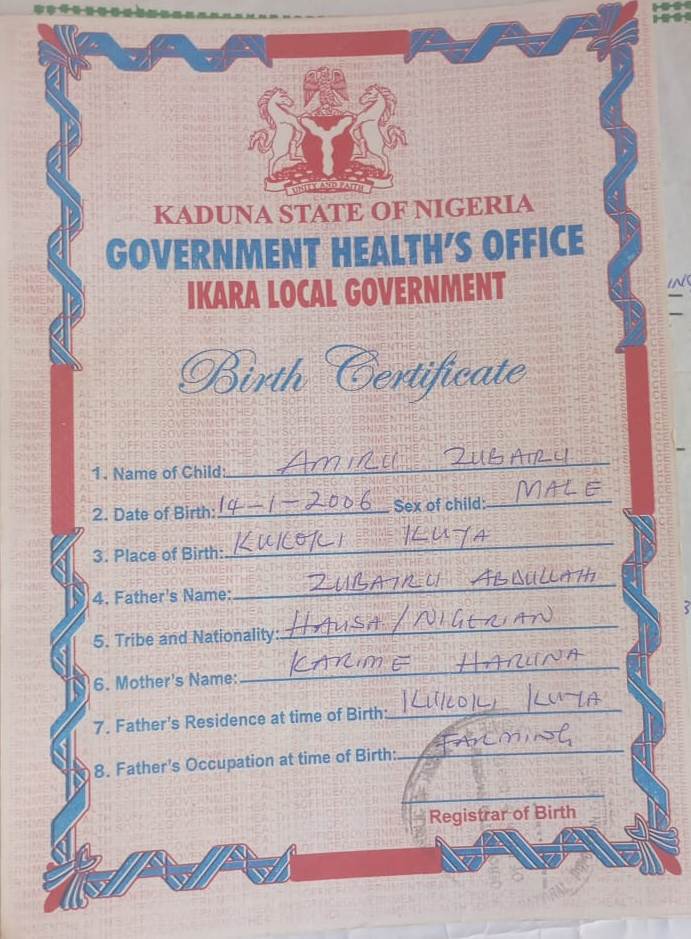 UNITY AND FAITH
KADUNA STATE OF NIGERIA
GOVERNMENT HEALTH'S OFFICE
IKARA LOCAL GOVERNMENT
Birth Certificate
1. Name of Child: AMIRU ZUBAIRU
2. Date of Birth: 14-1-2006 Sex of child: MALE
3. Place of Birth: KUKOKI KUYA
4. Father's Name: ZUBAIRU ABDULLAHI
5. Tribe and Nationality: HAUSA/NIGERIAN
6. Mother's Name: KARIME HARUNA
7. Father's Residence at time of Birth: KUKOKI KUYA
8. Father's Occupation at time of Birth: FARMING
Registrar of Birth